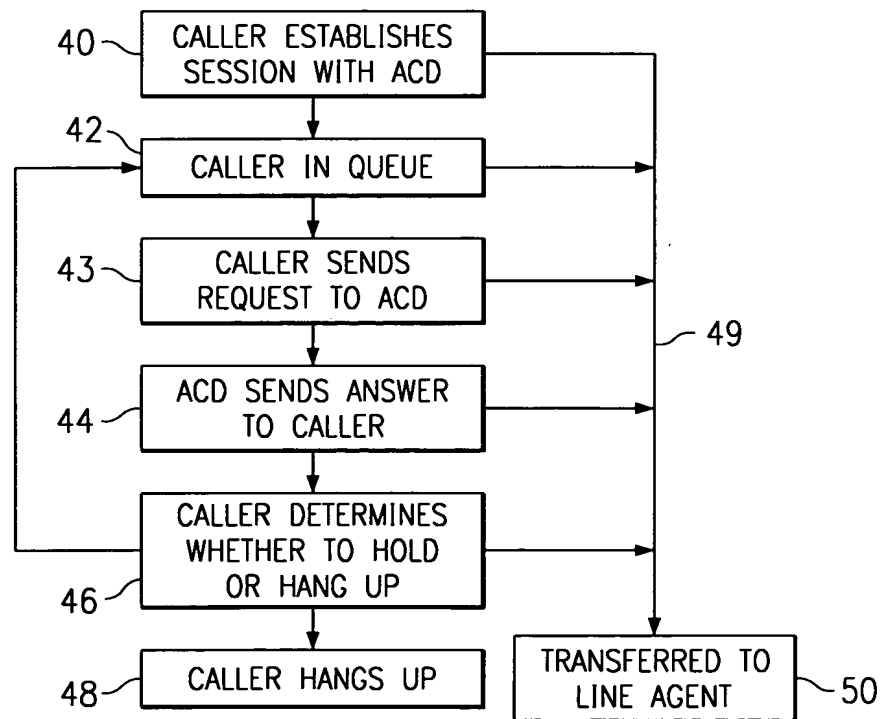 40
CALLER ESTABLISHES
SESSION WITH ACD
42
CALLER IN QUEUE
43
CALLER SENDS
REQUEST TO ACD
49
44
ACD SENDS ANSWER
TO CALLER
46
CALLER DETERMINES
WHETHER TO HOLD
OR HANG UP
48
CALLER HANGS UP
TRANSFERRED TO
LINE AGENT
50